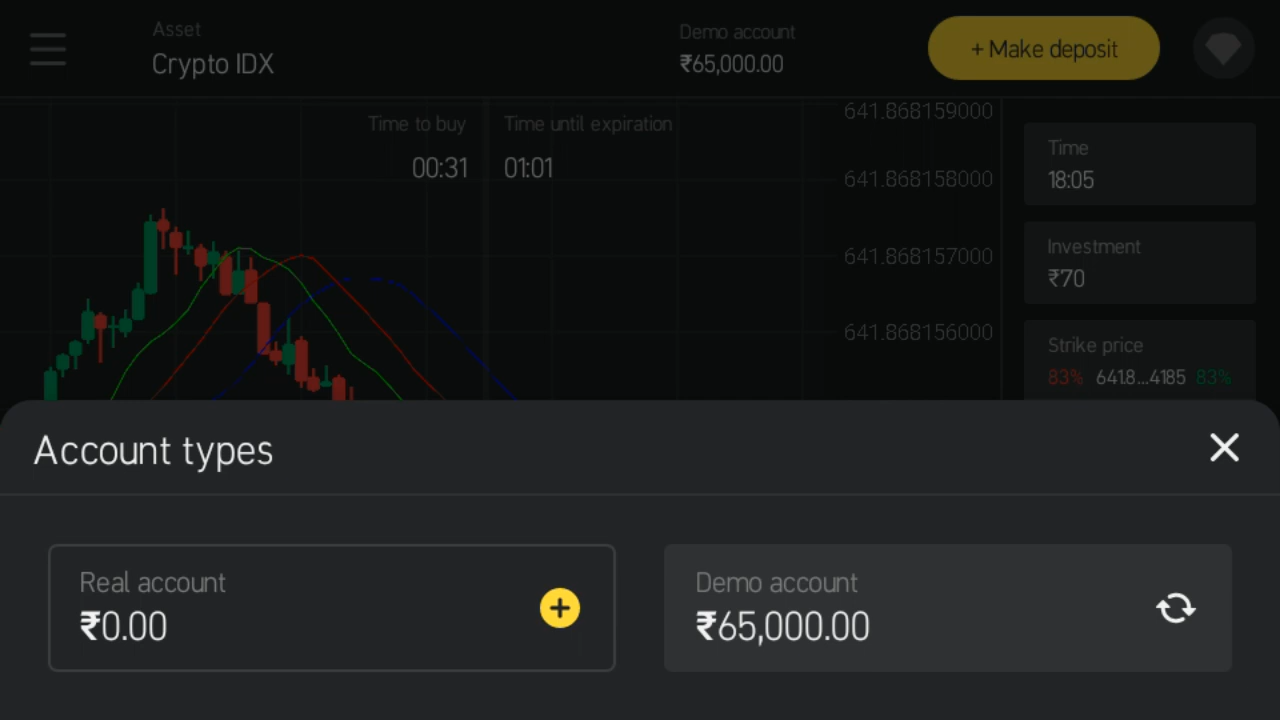 Asset
Crypto IDX
Demo account
₹65,000.00
+ Make deposit
Time to buy
00:31
Time until expiration
01:01
641.868159000
641.868158000
641.868157000
641.868156000
Time
18:05
Investment
₹70
Strike price
83% 641.8...4185 83%
Account types
Real account
₹0.00
Demo account
₹65,000.00